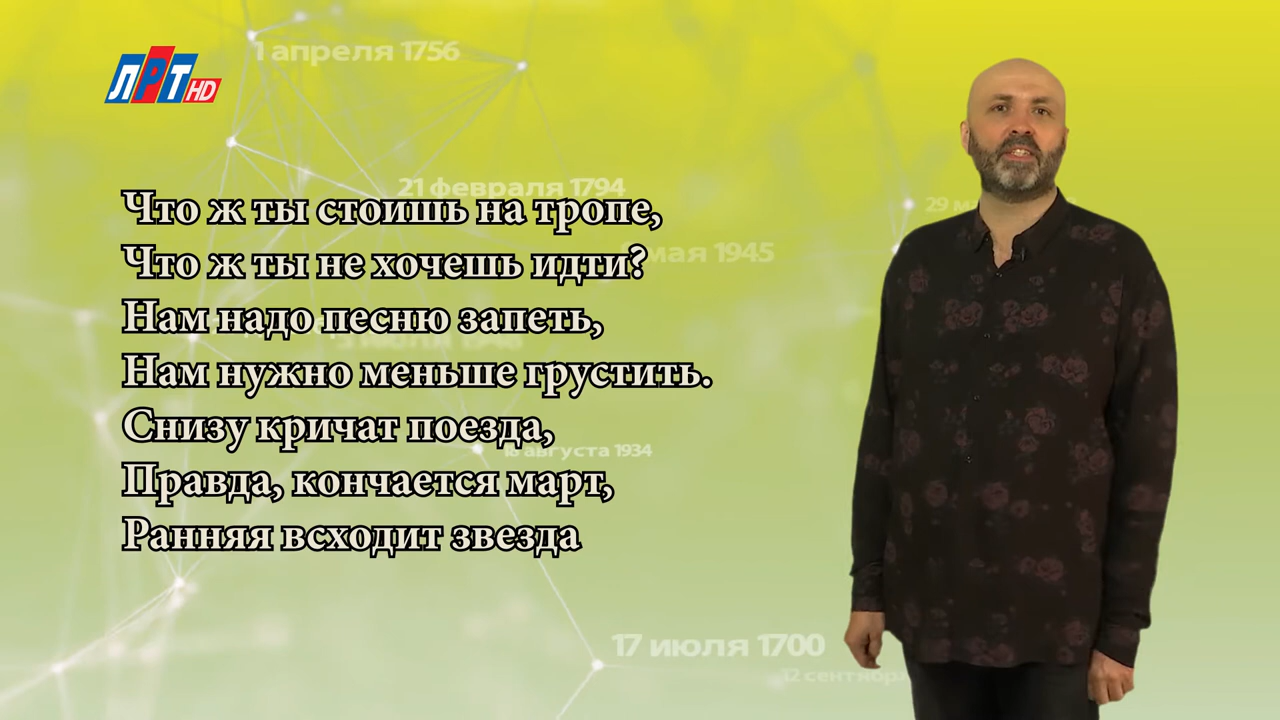 1 апреля 1756
ЛРТ HD
21 февраля 1794
Что ж ты стоишь на тропе,
мая 1945
Что ж ты не хочешь идти?
Нам надо песню запеть,
Нам нужно меньше грустить.
Снизу кричат поезда,
августа 1934
Правда, кончается март,
Ранняя всходит звезда
17 июля 1700